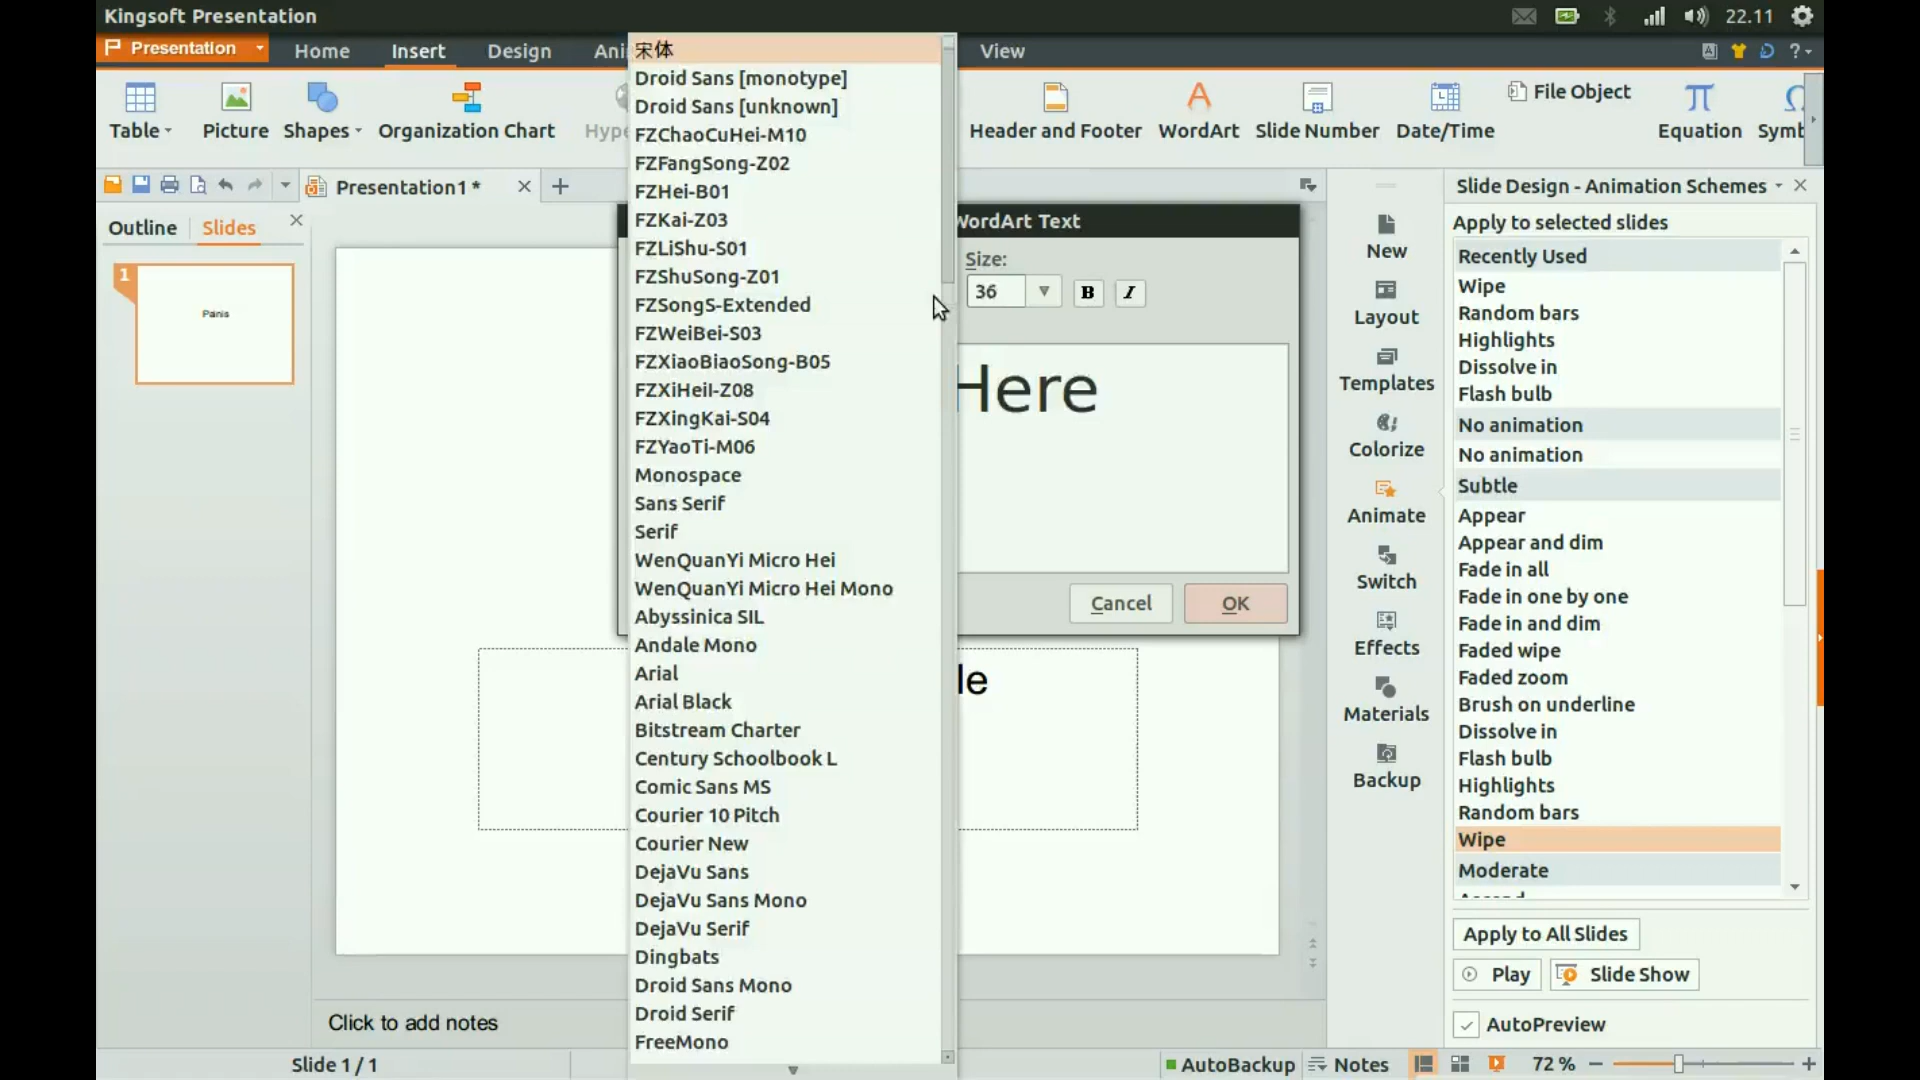 Kingsoft Presentation
22.11
Presentation
Home
Insert
Design
Ani
View
Table
Picture
Shapes
Organization Chart
Hype
Header and Footer
WordArt
Slide Number
Date/Time
File Object
Equation
Symb
Presentation1 *
Outline
Slides
1
宋体
Droid Sans [monotype]
Droid Sans [unknown]
FZChaoCuHei-M10
FZFangSong-Z02
FZHei-B01
FZKai-Z03
FZLiShu-S01
FZShuSong-Z01
FZSongS-Extended
FZWeiBei-S03
FZXiaoBiaoSong-B05
FZXiHeiI-Z08
FZXingKai-S04
FZYaoTi-M06
Monospace
Sans Serif
Serif
WenQuanYi Micro Hei
WenQuanYi Micro Hei Mono
Abyssinica SIL
Andale Mono
Arial
Arial Black
Bitstream Charter
Century Schoolbook L
Comic Sans MS
Courier 10 Pitch
Courier New
DejaVu Sans
DejaVu Sans Mono
DejaVu Serif
Dingbats
Droid Sans Mono
Droid Serif
FreeMono
WordArt Text
Size:
36
B
I
Here
Cancel
OK
le
Click to add notes
New
Layout
Templates
Colorize
Animate
Switch
Effects
Materials
Backup
Slide Design - Animation Schemes
Apply to selected slides
Recently Used
Wipe
Random bars
Highlights
Dissolve in
Flash bulb
No animation
No animation
Subtle
Appear
Appear and dim
Fade in all
Fade in one by one
Fade in and dim
Faded wipe
Faded zoom
Brush on underline
Dissolve in
Flash bulb
Highlights
Random bars
Wipe
Moderate
Apply to All Slides
Play
Slide Show
AutoPreview
Slide 1 / 1
AutoBackup
Notes
72 %